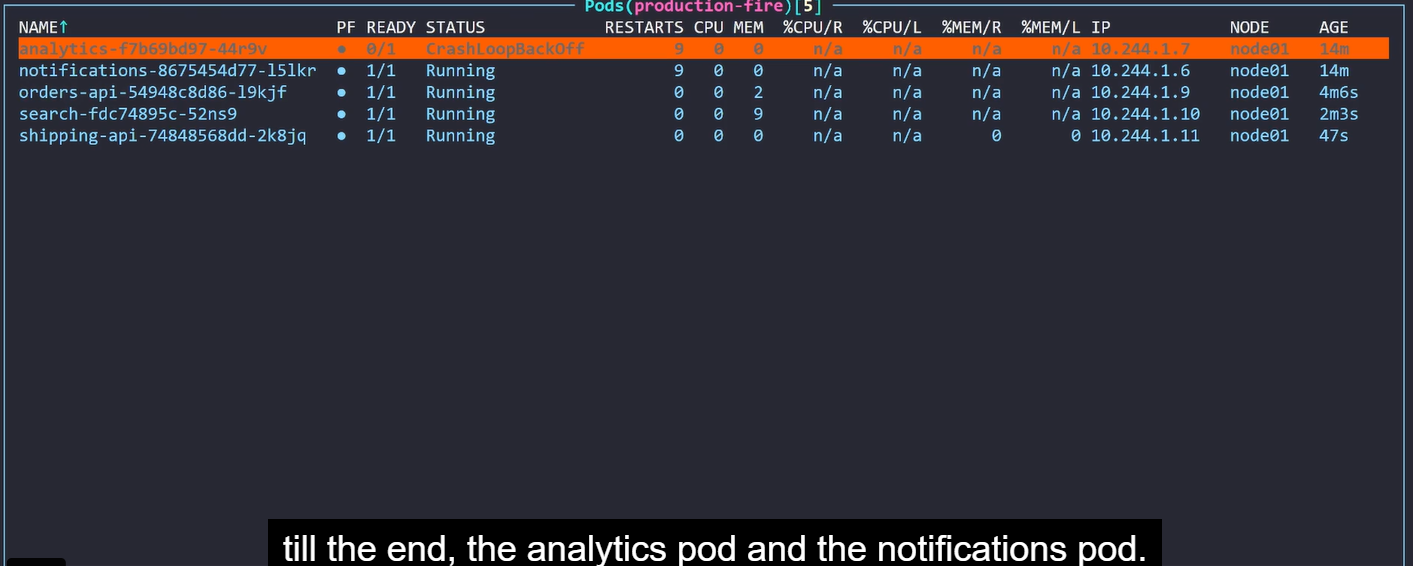 Pods(production-fire)[5]
NAME↑ PF READY STATUS RESTARTS CPU MEM %CPU/R %CPU/L %MEM/R %MEM/L IP NODE AGE
analytics-f7b69bd97-44r9v ● 0/1 CrashLoopBackOff 9 0 0 n/a n/a n/a n/a 10.244.1.7 node01 14m
notifications-8675454d77-l5lkr ● 1/1 Running 9 0 0 n/a n/a n/a n/a 10.244.1.6 node01 14m
orders-api-54948c8d86-l9kjf ● 1/1 Running 0 0 2 n/a n/a n/a n/a 10.244.1.9 node01 4m6s
search-fdc74895c-52ns9 ● 1/1 Running 0 0 9 n/a n/a n/a n/a 10.244.1.10 node01 2m3s
shipping-api-74848568dd-2k8jq ● 1/1 Running 0 0 0 n/a n/a 0 0 10.244.1.11 node01 47s
till the end, the analytics pod and the notifications pod.